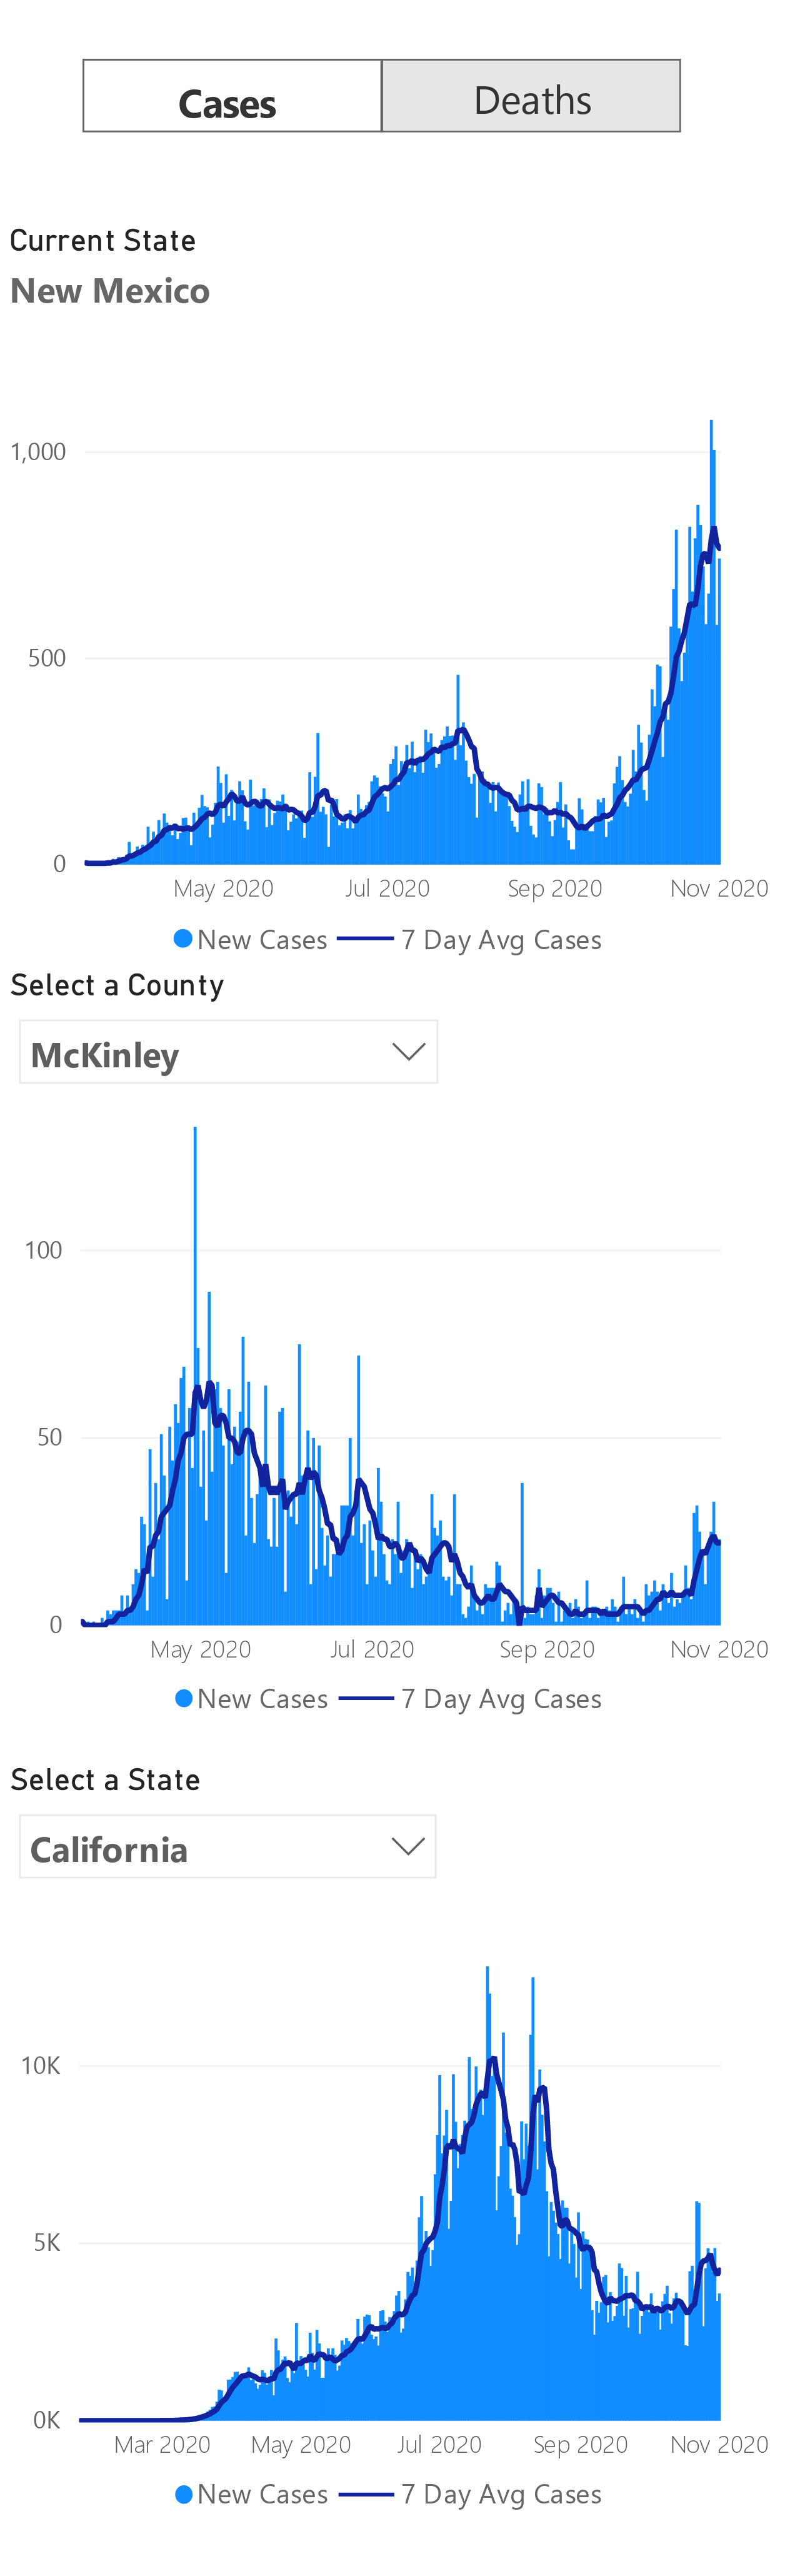 Cases Deaths
Current State
New Mexico
1,000
500
0
May 2020 Jul 2020 Sep 2020 Nov 2020
New Cases 7 Day Avg Cases
Select a County
McKinley
100
50
0
May 2020 Jul 2020 Sep 2020 Nov 2020
New Cases 7 Day Avg Cases
Select a State
California
10K
5K
0K
Mar 2020 May 2020 Jul 2020 Sep 2020 Nov 2020
New Cases 7 Day Avg Cases